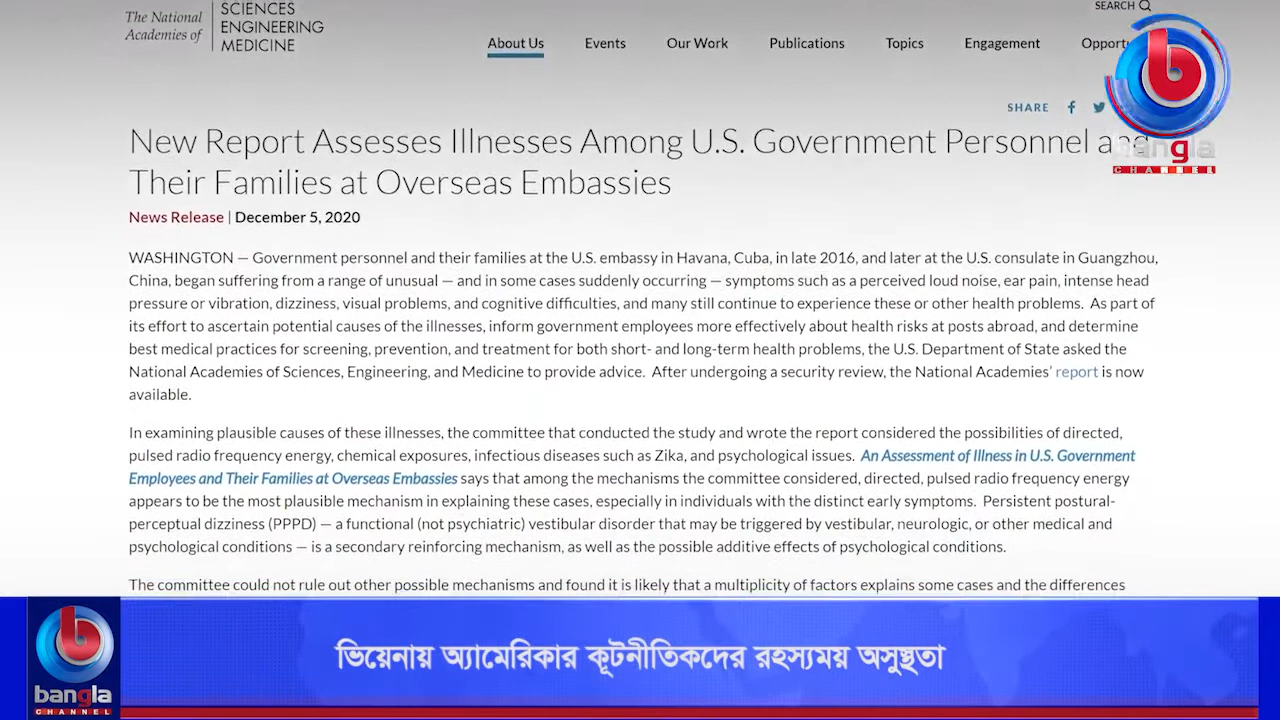 The National
Academies of
SCIENCES
ENGINEERING
MEDICINE
SEARCH
About Us
Events
Our Work
Publications
Topics
Engagement
SHARE
New Report Assesses Illnesses Among U.S. Government Personnel and
Their Families at Overseas Embassies
News Release | December 5, 2020
WASHINGTON — Government personnel and their families at the U.S. embassy in Havana, Cuba, in late 2016, and later at the U.S. consulate in Guangzhou,
China, began suffering from a range of unusual — and in some cases suddenly occurring — symptoms such as a perceived loud noise, ear pain, intense head
pressure or vibration, dizziness, visual problems, and cognitive difficulties, and many still continue to experience these or other health problems. As part of
its effort to ascertain potential causes of the illnesses, inform government employees more effectively about health risks at posts abroad, and determine
best medical practices for screening, prevention, and treatment for both short- and long-term health problems, the U.S. Department of State asked the
National Academies of Sciences, Engineering, and Medicine to provide advice. After undergoing a security review, the National Academies' report is now
available.
In examining plausible causes of these illnesses, the committee that conducted the study and wrote the report considered the possibilities of directed,
pulsed radio frequency energy, chemical exposures, infectious diseases such as Zika, and psychological issues. An Assessment of Illness in U.S. Government
Employees and Their Families at Overseas Embassies says that among the mechanisms the committee considered, directed, pulsed radio frequency energy
appears to be the most plausible mechanism in explaining these cases, especially in individuals with the distinct early symptoms. Persistent postural-
perceptual dizziness (PPPD) — a functional (not psychiatric) vestibular disorder that may be triggered by vestibular, neurologic, or other medical and
psychological conditions — is a secondary reinforcing mechanism, as well as the possible additive effects of psychological conditions.
The committee could not rule out other possible mechanisms and found it is likely that a multiplicity of factors explains some cases and the differences
bangla
CHANNEL
ভিয়েনায় অ্যামেরিকার কূটনীতিকদের রহস্যময় অসুস্থতা
bangla
CHANNEL